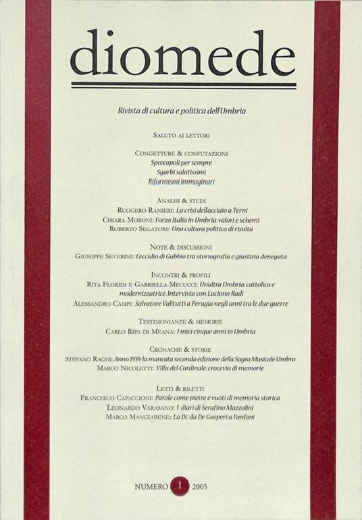 diomede
Rivista di cultura e politica dell'Umbria
SALUTO AI LETTORI
CONGETTURE & CONFUTAZIONI
Sprecopoli per sempre
Sgarbi salatissimi
Riformismi immaginari
ANALISI & STUDI
RUGGERO RANIERI: La crisi dell'acciaio a Terni
CHIARA MORONI: Forza Italia in Umbria: valori e schemi
ROBERTO SEGATORI: Una cultura politica di risulta
NOTE & DISCUSSIONI
GIUSEPPE SEVERINI: L'eccidio di Gubbio tra storiografia e giustizia denegata
INCONTRI & PROFILI
RITA FLORIDI E GABRIELLA MECUCCI: Un'altra Umbria cattolica e
modernizzatrice. Intervista con Luciano Radi
ALESSANDRO CAMPI: Salvatore Valitutti a Perugia negli anni tra le due guerre
TESTIMONIANZE & MEMORIE
CARLO RIPA DI MEANA: I miei cinque anni in Umbria
CRONACHE & STORIE
STEFANO RAGNI: Anno 1939 la mancata seconda edizione della Sagra Musicale Umbra
MARCO NICOLETTI: Villa del Cardinale, crocevia di memorie
LETTI & RILETTI
FRANCESCO CAPACCIONI: Parole come pietre e vuoti di memoria storica
LEONARDO VARASANO: I diari di Serafino Mazzolini
MARCO MANGIABENE: La Dc da De Gasperi a Fanfani
NUMERO 1 2005